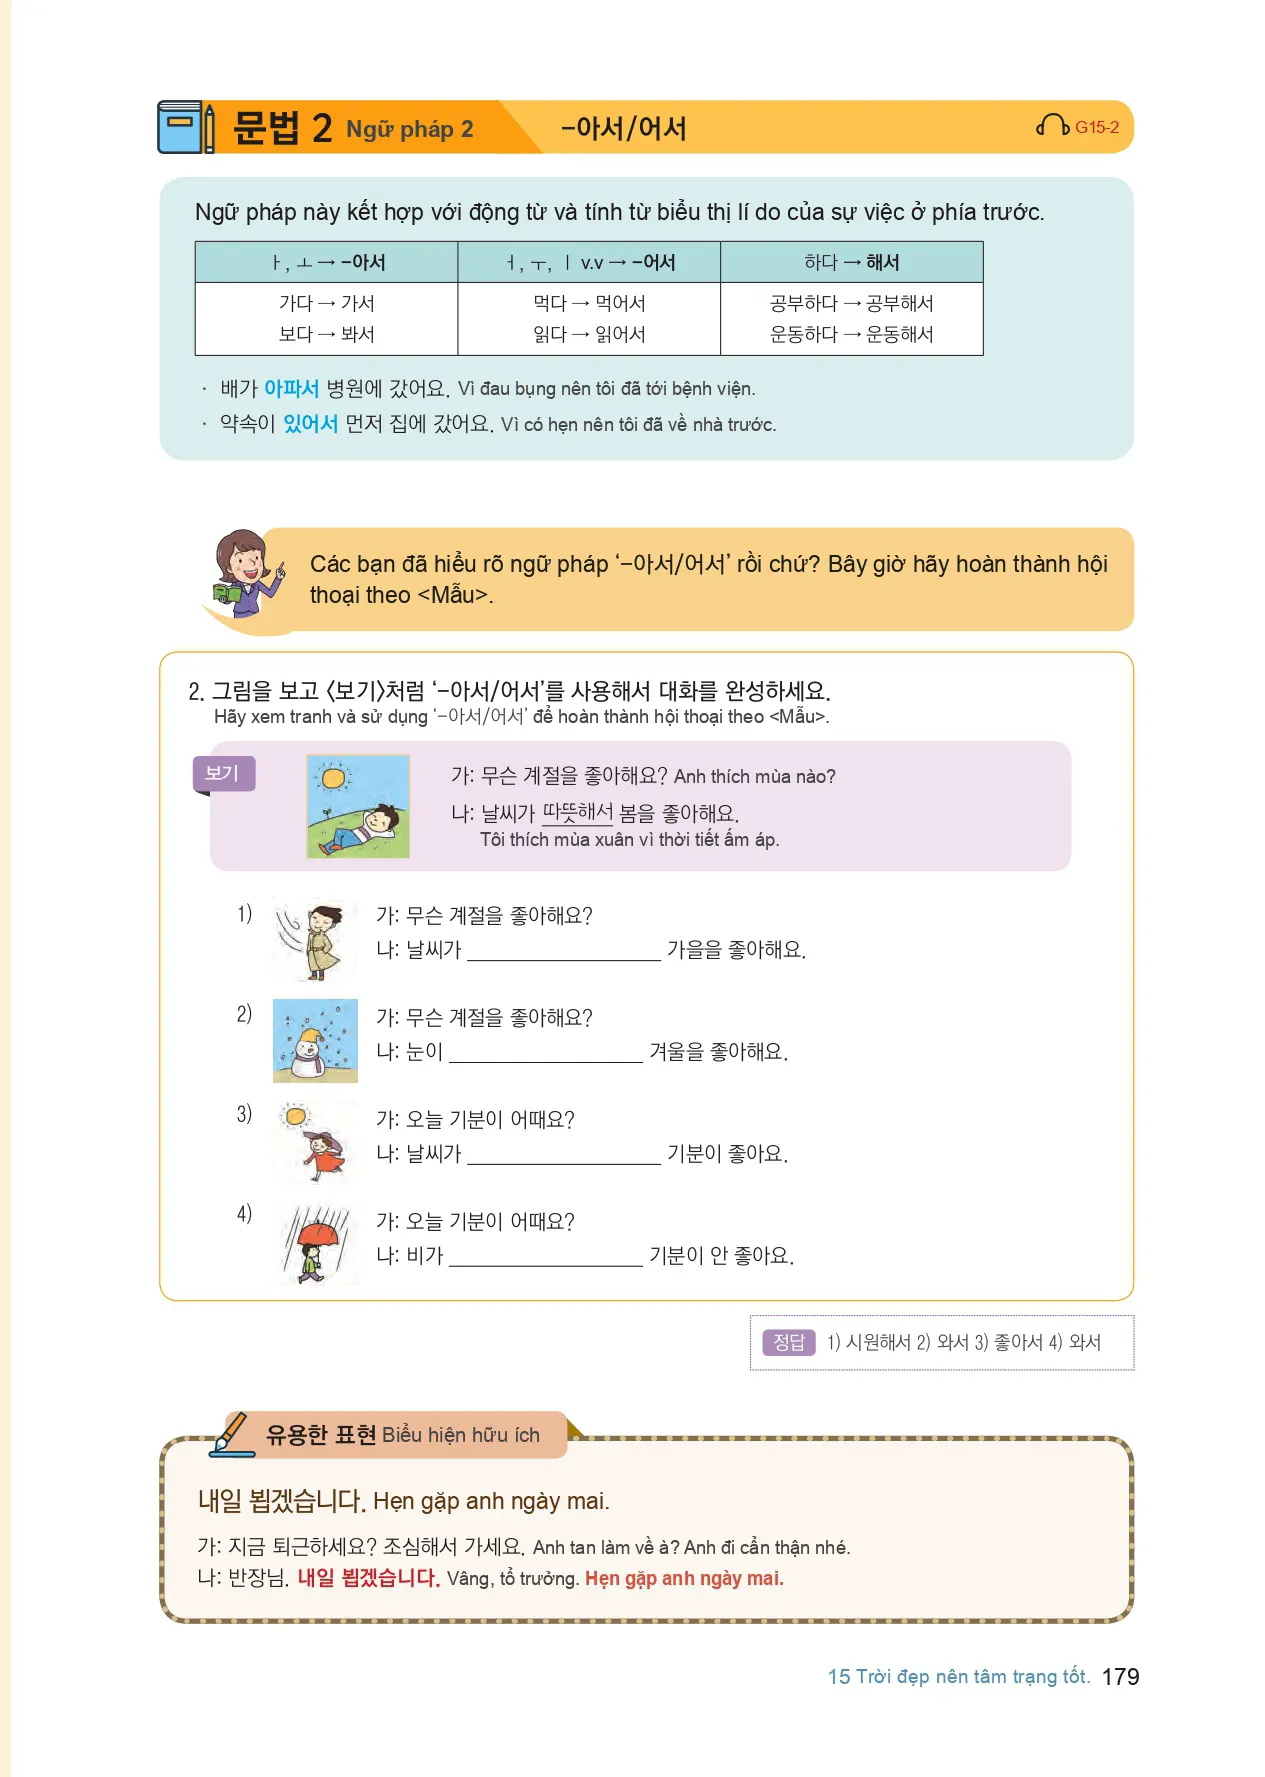 문법 2 Ngữ pháp 2 -아서/어서 G15-2
Ngữ pháp này kết hợp với động từ và tính từ biểu thị lí do của sự việc ở phía trước.
ㅏ, ㅗ → -아서 ㅓ, ㅜ, ㅣ v.v → -어서 하다 → 해서
가다 → 가서 먹다 → 먹어서 공부하다 → 공부해서
보다 → 봐서 읽다 → 읽어서 운동하다 → 운동해서
· 배가 아파서 병원에 갔어요. Vì đau bụng nên tôi đã tới bệnh viện.
· 약속이 있어서 먼저 집에 갔어요. Vì có hẹn nên tôi đã về nhà trước.
Các bạn đã hiểu rõ ngữ pháp ‘-아서/어서’ rồi chứ? Bây giờ hãy hoàn thành hội
thoại theo <Mẫu>.
2. 그림을 보고 〈보기〉처럼 ‘-아서/어서’를 사용해서 대화를 완성하세요.
Hãy xem tranh và sử dụng ‘-아서/어서’ để hoàn thành hội thoại theo <Mẫu>.
보기
가: 무슨 계절을 좋아해요? Anh thích mùa nào?
나: 날씨가 따뜻해서 봄을 좋아해요.
Tôi thích mùa xuân vì thời tiết ấm áp.
1) 가: 무슨 계절을 좋아해요?
나: 날씨가 ____________ 가을을 좋아해요.
2) 가: 무슨 계절을 좋아해요?
나: 눈이 ____________ 겨울을 좋아해요.
3) 가: 오늘 기분이 어때요?
나: 날씨가 ____________ 기분이 좋아요.
4) 가: 오늘 기분이 어때요?
나: 비가 ____________ 기분이 안 좋아요.
정답 1) 시원해서 2) 와서 3) 좋아서 4) 와서
유용한 표현 Biểu hiện hữu ích
내일 뵙겠습니다. Hẹn gặp anh ngày mai.
가: 지금 퇴근하세요? 조심해서 가세요. Anh tan làm về à? Anh đi cẩn thận nhé.
나: 반장님. 내일 뵙겠습니다. Vâng, tổ trưởng. Hẹn gặp anh ngày mai.
15 Trời đẹp nên tâm trạng tốt. 179